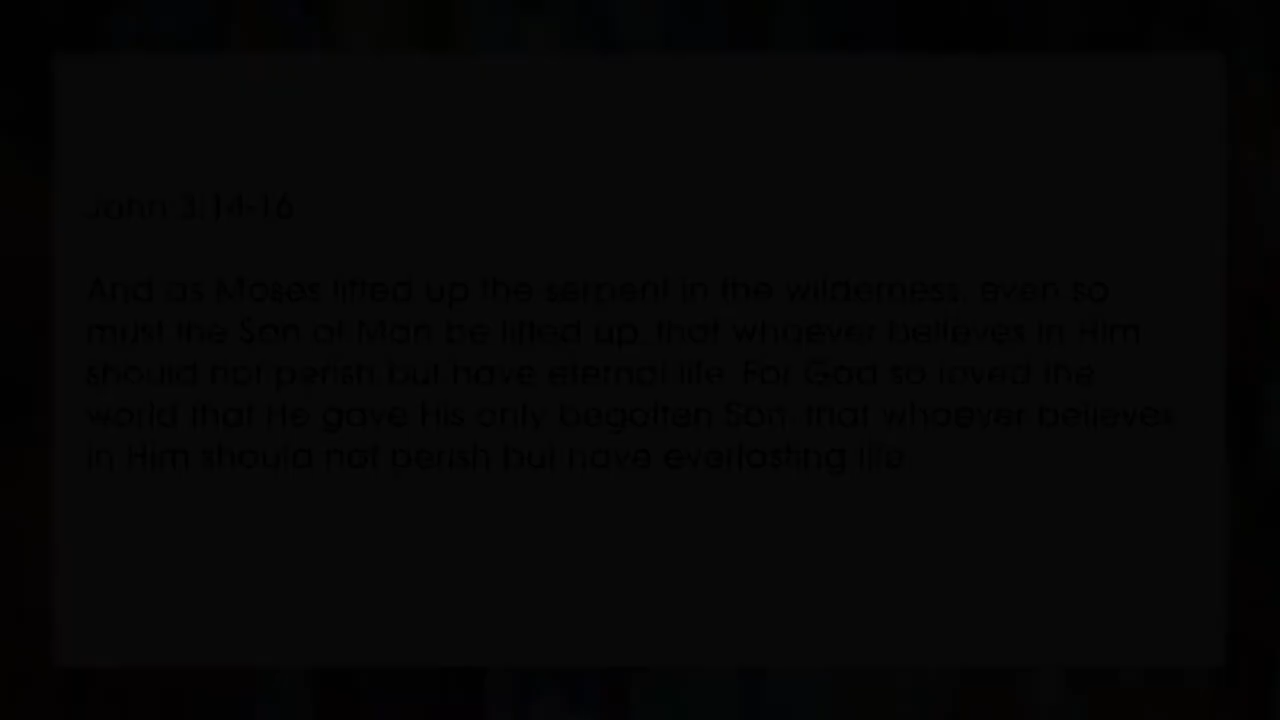 John 3:14-16
And as Moses lifted up the serpent in the wilderness, even so
must the Son of Man be lifted up, that whoever believes in Him
should not perish but have eternal life. For God so loved the
world that He gave His only begotten Son, that whoever believes
in Him should not perish but have everlasting life.